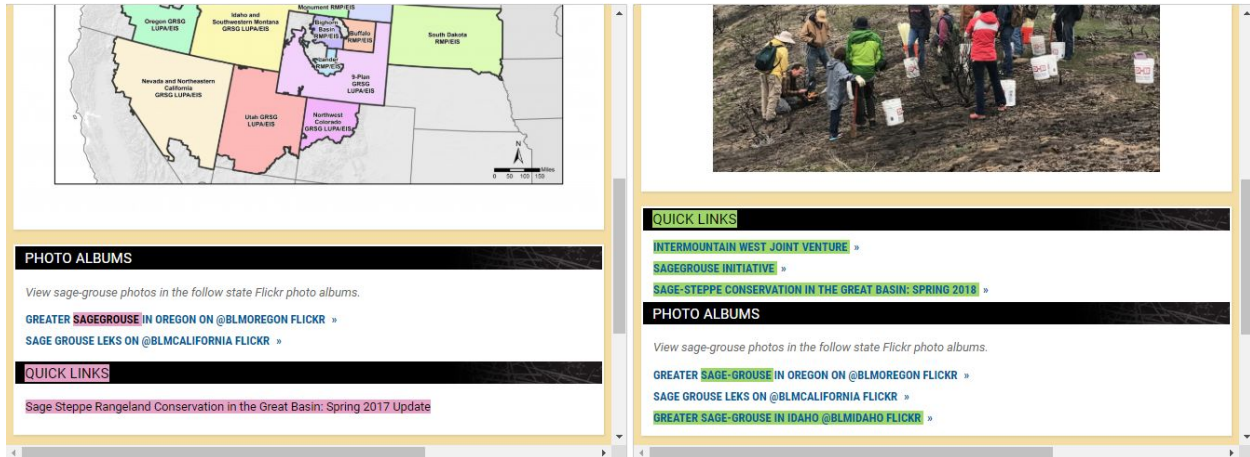 Oregon GRSG
LUPA/EIS
Idaho and
Southwestern Montana
GRSG LUPA/EIS
Monument RMP/EIS
Bighorn
Basin
RMP/EIS
Buffalo
RMP/EIS
South Dakota
RMP/EIS
Lander
RMP/EIS
9-Plan
GRSG
LUPA/EIS
Nevada and Northeastern
California
GRSG LUPA/EIS
Utah GRSG
LUPA/EIS
Northwest
Colorado
GRSG LUPA/EIS
N
Miles
0 50 100 150
PHOTO ALBUMS
View sage-grouse photos in the follow state Flickr photo albums.
GREATER SAGEGROUSE IN OREGON ON @BLMOREGON FLICKR »
SAGE GROUSE LEKS ON @BLMCALIFORNIA FLICKR »
QUICK LINKS
Sage Steppe Rangeland Conservation in the Great Basin: Spring 2017 Update
QUICK LINKS
INTERMOUNTAIN WEST JOINT VENTURE »
SAGEGROUSE INITIATIVE »
SAGE-STEPPE CONSERVATION IN THE GREAT BASIN: SPRING 2018 »
PHOTO ALBUMS
View sage-grouse photos in the follow state Flickr photo albums.
GREATER SAGE-GROUSE IN OREGON ON @BLMOREGON FLICKR »
SAGE GROUSE LEKS ON @BLMCALIFORNIA FLICKR »
GREATER SAGE-GROUSE IN IDAHO @BLMIDAHO FLICKR »